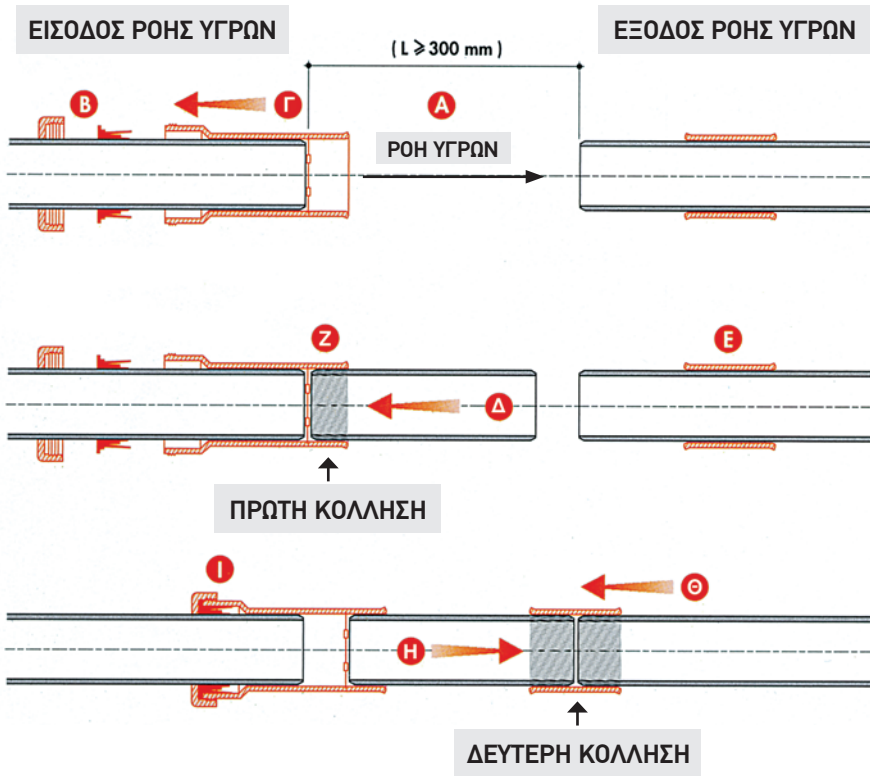 ΕΙΣΟΔΟΣ ΡΟΗΣ ΥΓΡΩΝ
ΕΞΟΔΟΣ ΡΟΗΣ ΥΓΡΩΝ
( L ⩾ 300 mm )
Β
Γ
Α
ΡΟΗ ΥΓΡΩΝ
Ζ
Ε
Δ
ΠΡΩΤΗ ΚΟΛΛΗΣΗ
Ι
Θ
Η
ΔΕΥΤΕΡΗ ΚΟΛΛΗΣΗ